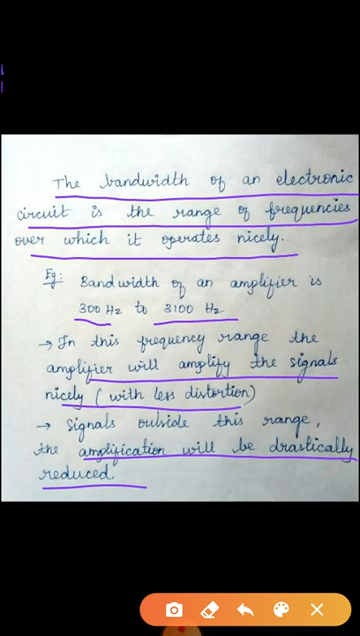 The bandwidth of an electronic
circuit is the range of frequencies
over which it operates nicely.
Eg: Bandwidth of an amplifier is
300 Hz to 3100 Hz
→ In this frequency range the
amplifier will amplify the signals
nicely (with less distortion)
→ Signals outside this range,
the amplification will be drastically
reduced.